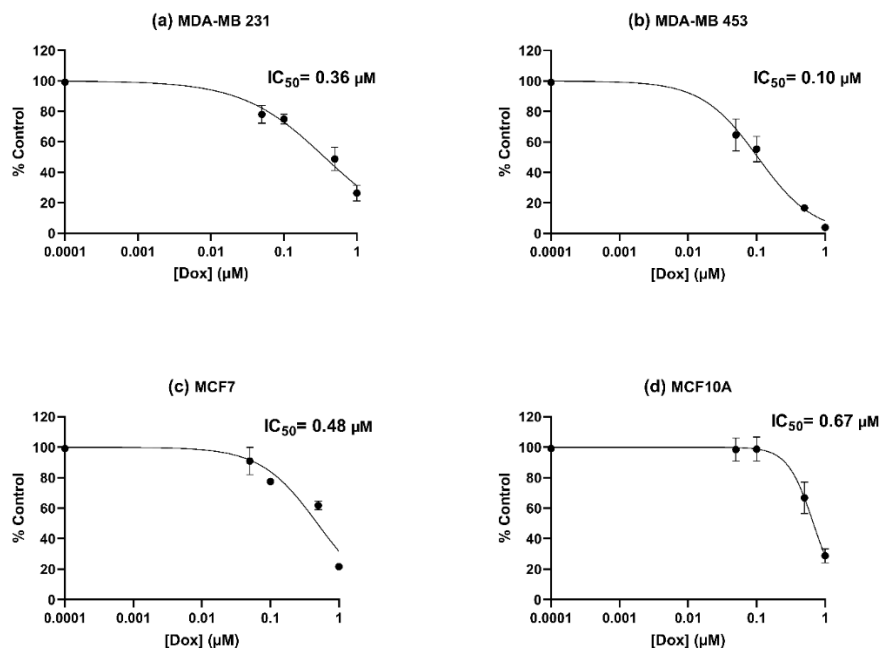 (a) MDA-MB 231
IC50= 0.36 µM
% Control
120
100
80
60
40
20
0
0.0001 0.001 0.01 0.1 1
[Dox] (µM)
(b) MDA-MB 453
IC50= 0.10 µM
% Control
120
100
80
60
40
20
0
0.0001 0.001 0.01 0.1 1
[Dox] (µM)
(c) MCF7
IC50= 0.48 µM
% Control
120
100
80
60
40
20
0
0.0001 0.001 0.01 0.1 1
[Dox] (µM)
(d) MCF10A
IC50= 0.67 µM
% Control
120
100
80
60
40
20
0
0.0001 0.001 0.01 0.1 1
[Dox] (µM)